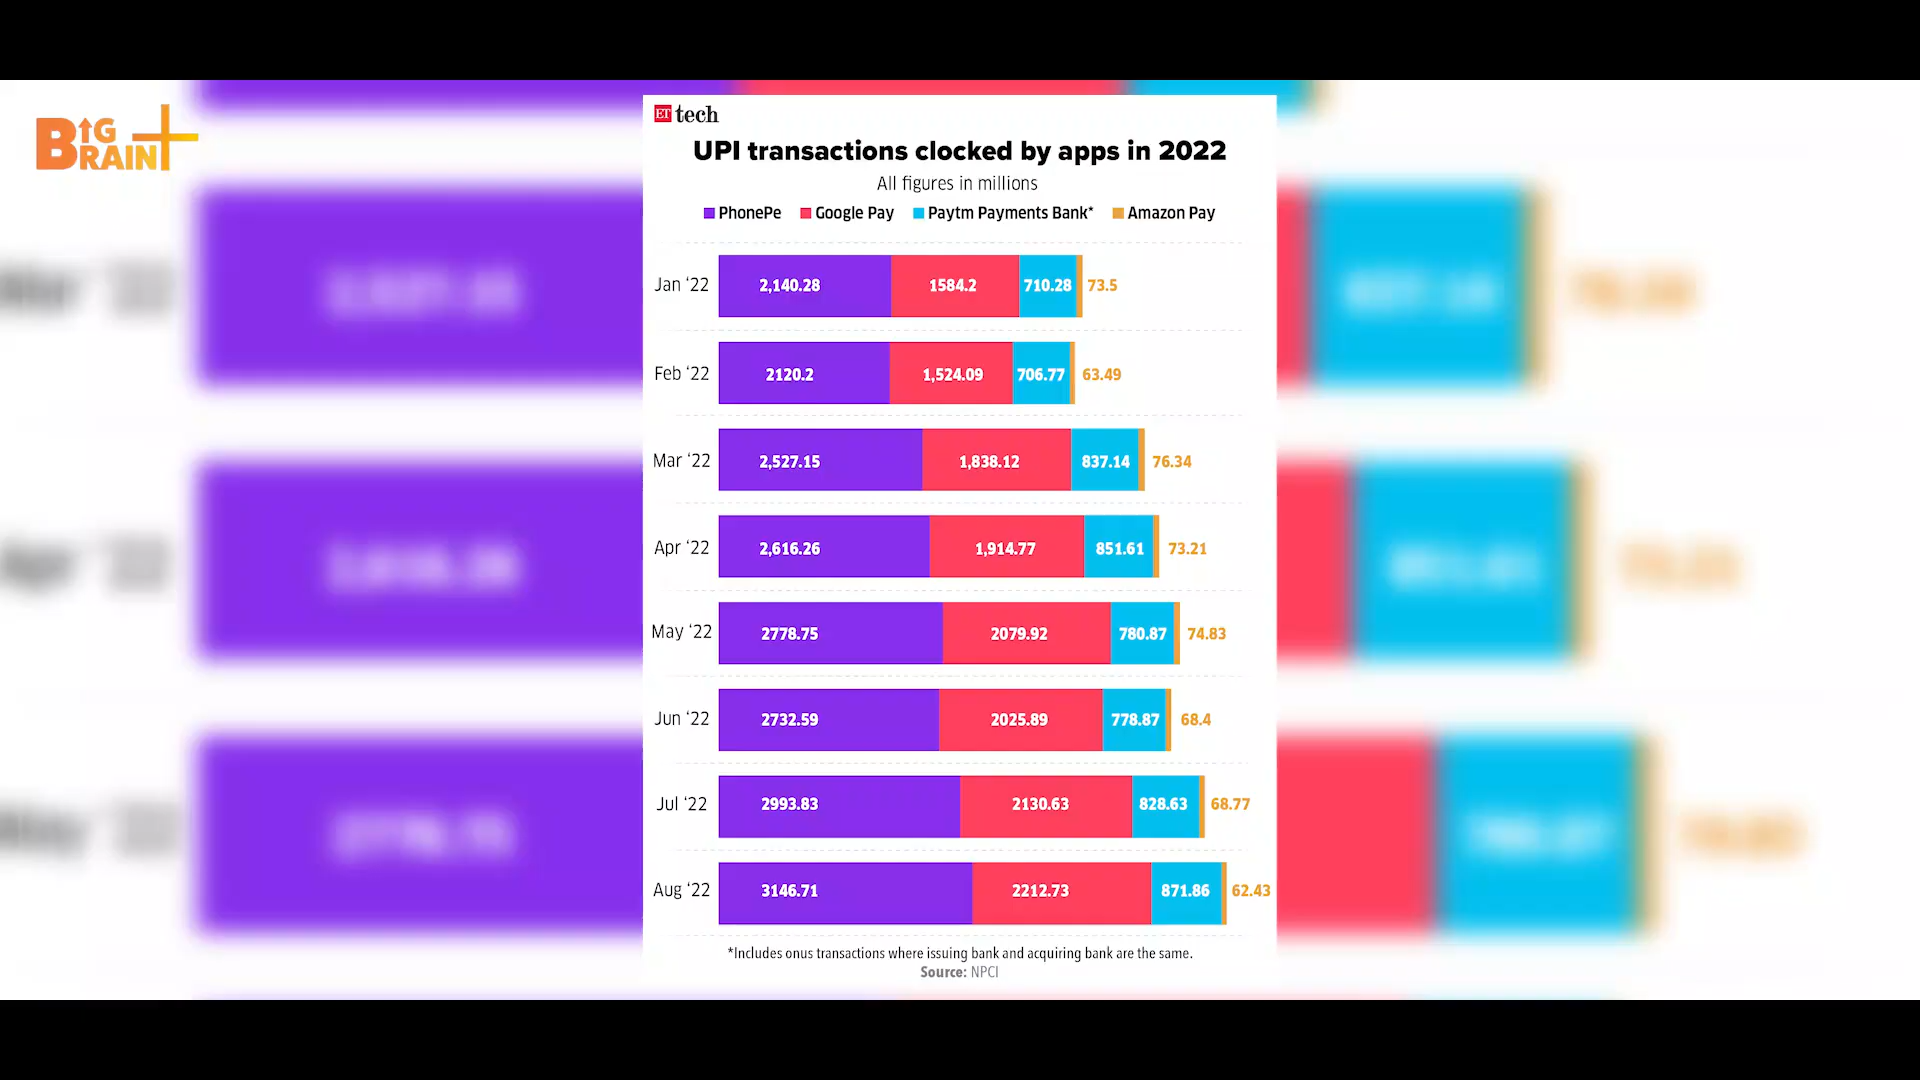 BIG
BRAIN+
ET tech
UPI transactions clocked by apps in 2022
All figures in millions
PhonePe Google Pay Paytm Payments Bank* Amazon Pay
Jan ‘22 2,140.28 1584.2 710.28 73.5
Feb ‘22 2120.2 1,524.09 706.77 63.49
Mar ‘22 2,527.15 1,838.12 837.14 76.34
Apr ‘22 2,616.26 1,914.77 851.61 73.21
May ‘22 2778.75 2079.92 780.87 74.83
Jun ‘22 2732.59 2025.89 778.87 68.4
Jul ‘22 2993.83 2130.63 828.63 68.77
Aug ‘22 3146.71 2212.73 871.86 62.43
*Includes onus transactions where issuing bank and acquiring bank are the same.
Source: NPCI